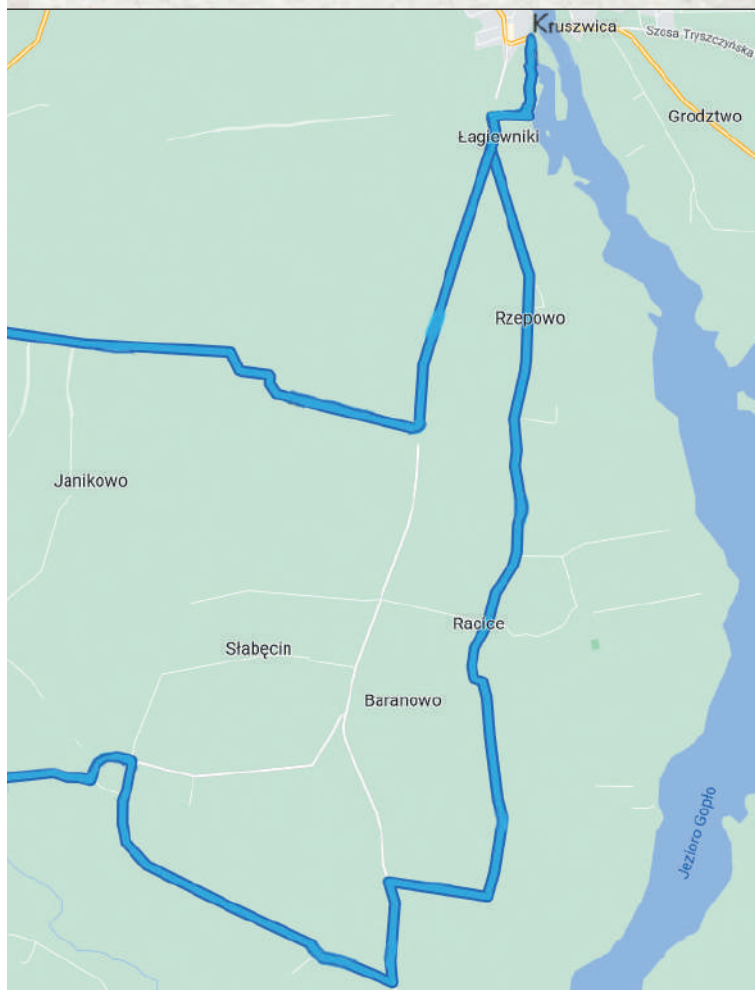 Kruszwica
Szosa Tryszczyńska
Grodztwo
Łagiewniki
Rzepowo
Janikowo
Racice
Słabęcin
Baranowo
Jezioro Gopło